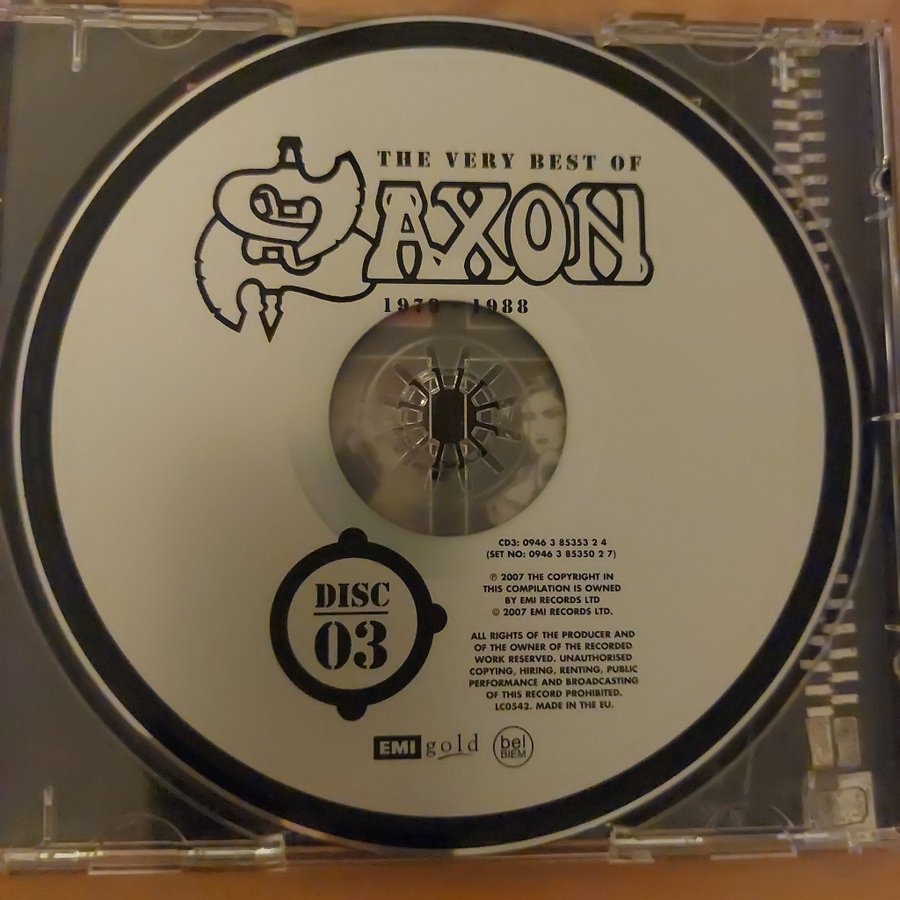 THE VERY BEST OF
SAXON
1979 - 1988
CD3: 0946 3 85353 2 4
(SET NO: 0946 3 85350 2 7)
℗ 2007 THE COPYRIGHT IN
THIS COMPILATION IS OWNED
BY EMI RECORDS LTD
© 2007 EMI RECORDS LTD.
DISC
03
ALL RIGHTS OF THE PRODUCER AND
OF THE OWNER OF THE RECORDED
WORK RESERVED. UNAUTHORISED
COPYING, HIRING, RENTING, PUBLIC
PERFORMANCE AND BROADCASTING
OF THIS RECORD PROHIBITED.
LC0542. MADE IN THE EU.
EMI gold
bel
BIEM